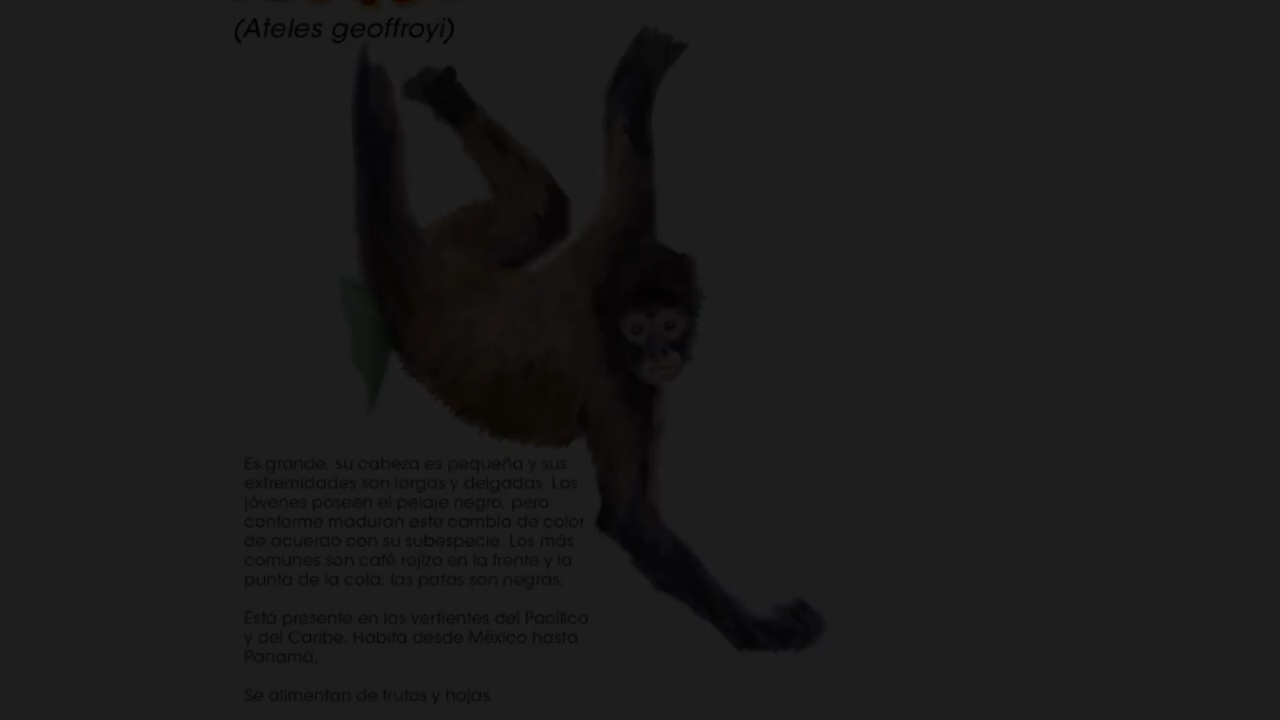 (Ateles geoffroyi)
Es grande, su cabeza es pequeña y sus
extremidades son largas y delgadas. Los
jóvenes poseen el pelaje negro, pero
conforme maduran este cambia de color
de acuerdo con su subespecie. Los más
comunes son café rojizo en la frente y la
punta de la cola, las patas son negras.
Está presente en las vertientes del Pacífico
y del Caribe. Habita desde México hasta
Panamá.
Se alimentan de frutas y hojas